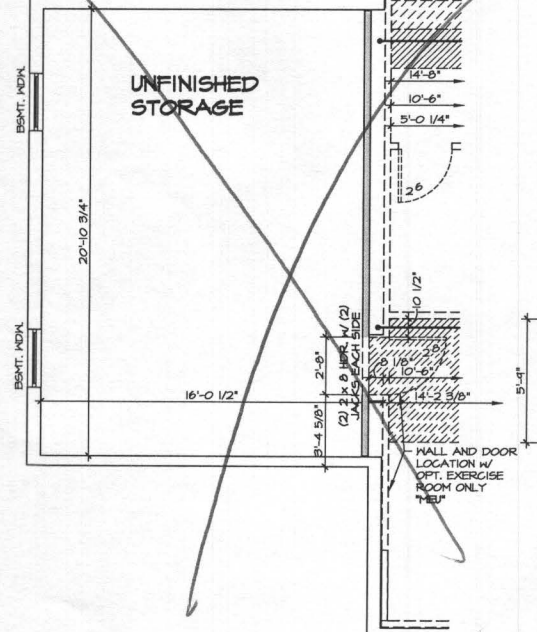 UNFINISHED
STORAGE
BSMT. WDW.
BSMT. WDW.
20'-10 3/4"
16'-0 1/2"
14'-8"
10'-6"
5'-0 1/4"
2⁶
10 1/2"
2'-8"
3'-4 5/8"
(2) 2 X 8 HDR. W/ (2)
JACKS EACH SIDE
8 1/8"
10'-6"
14'-2 3/8"
5'-4"
WALL AND DOOR
LOCATION W/
OPT. EXERCISE
ROOM ONLY
"MEU"